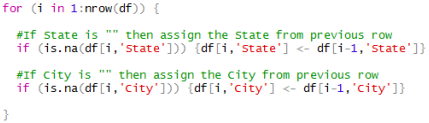 for (i in 1:nrow(df)) {
#If State is "" then assign the State from previous row
if (is.na(df[i,'State'])) {df[i,'State'] <- df[i-1,'State']}
#If City is "" then assign the City from previous row
if (is.na(df[i,'City'])) {df[i,'City'] <- df[i-1,'City']}
}